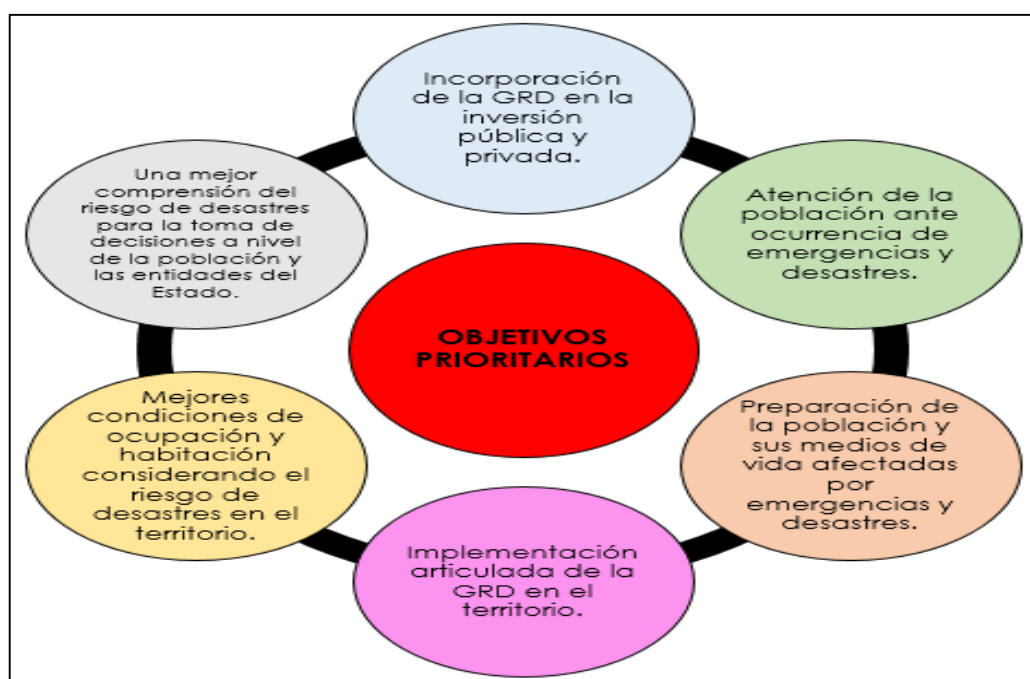 Incorporación
de la GRD en la
inversión
pública y
privada.
Atención de la
población ante
ocurrencia de
emergencias y
desastres.
Preparación de
la población y
sus medios de
vida afectadas
por
emergencias y
desastres.
Implementación
articulada de la
GRD en el
territorio.
Mejores
condiciones de
ocupación y
habitación
considerando el
riesgo de
desastres en el
territorio.
Una mejor
comprensión del
riesgo de desastres
para la toma de
decisiones a nivel
de la población y
las entidades del
Estado.
OBJETIVOS
PRIORITARIOS